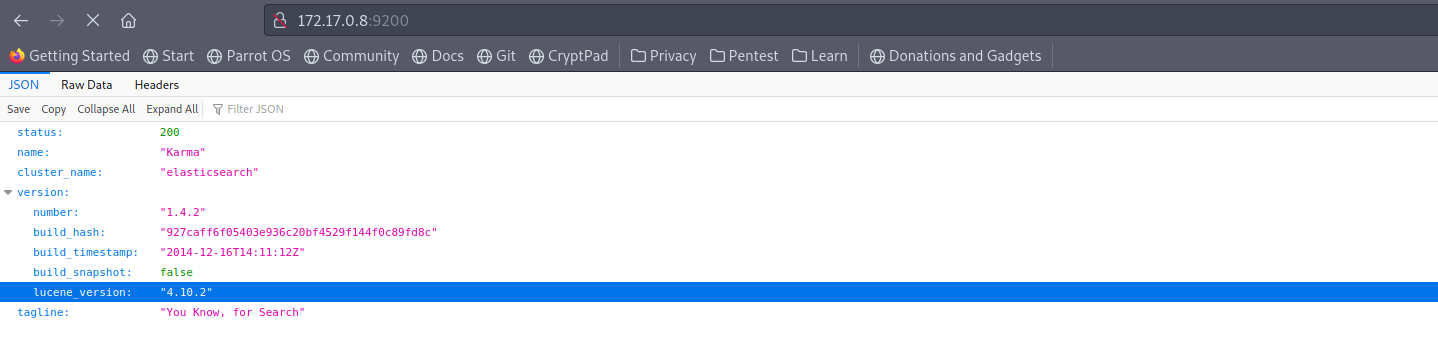 172.17.0.8:9200
Getting Started Start Parrot OS Community Docs Git CryptPad Privacy Pentest Learn Donations and Gadgets
JSON Raw Data Headers
Save Copy Collapse All Expand All Filter JSON
status: 200
name: "Karma"
cluster_name: "elasticsearch"
version:
number: "1.4.2"
build_hash: "927caff6f05403e936c20bf4529f144f0c89fd8c"
build_timestamp: "2014-12-16T14:11:12Z"
build_snapshot: false
lucene_version: "4.10.2"
tagline: "You Know, for Search"